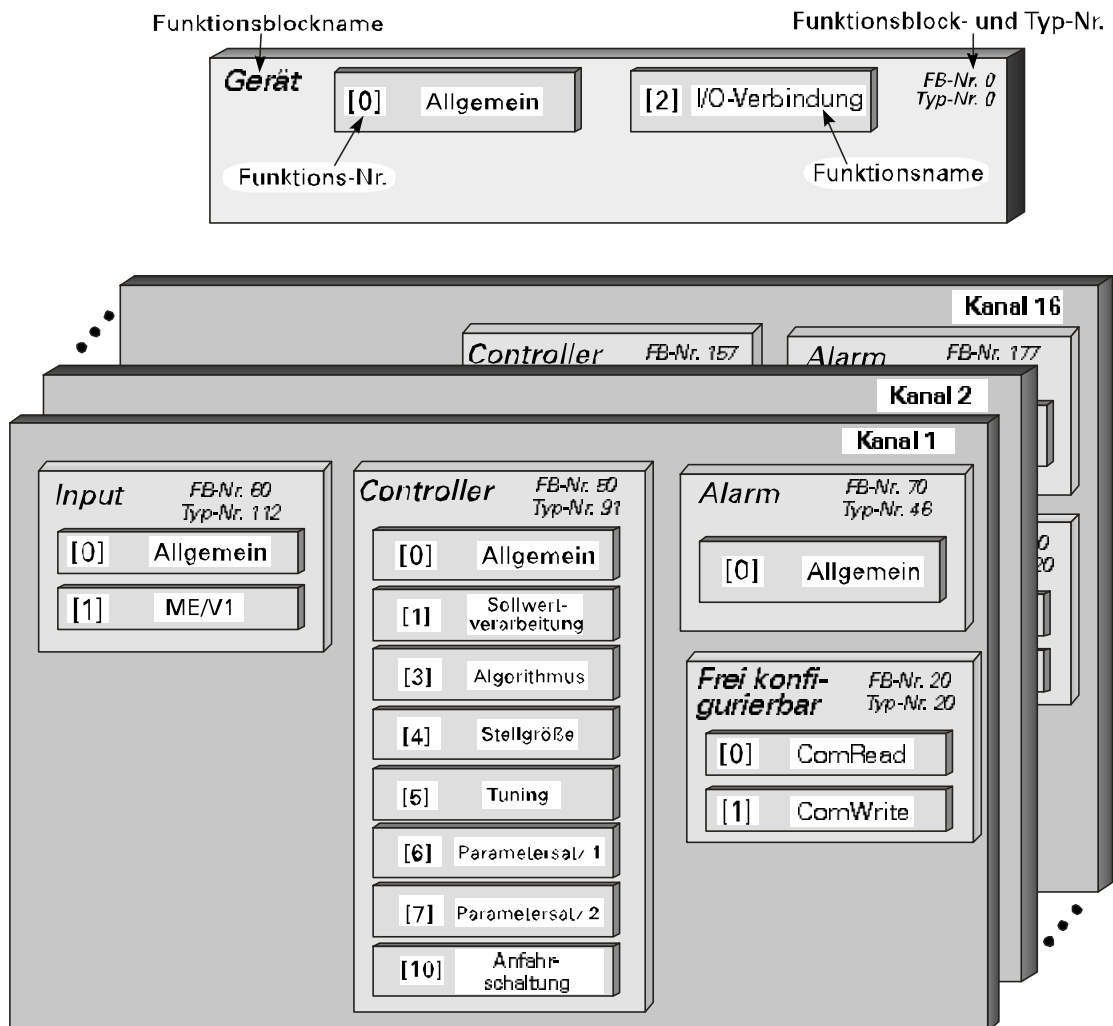 Funktionsblockname
Funktionsblock- und Typ-Nr.
Gerät
[0] Allgemein
[2] I/O-Verbindung
FB-Nr. 0
Typ-Nr. 0
Funktions-Nr.
Funktionsname
Kanal 16
Controller FB-Nr. 157
Alarm FB-Nr. 177
Kanal 2
Kanal 1
Input
FB-Nr. 60
Typ-Nr. 112
[0] Allgemein
[1] ME/V1
Controller
FB-Nr. 50
Typ-Nr. 91
[0] Allgemein
[1] Sollwert-
verarbeitung
[3] Algorithmus
[4] Stellgröße
[5] Tuning
[6] Parametersatz 1
[7] Parametersatz 2
[10] Anfahr-
schaltung
Alarm
FB-Nr. 70
Typ-Nr. 46
[0] Allgemein
Frei konfi-
gurierbar
FB-Nr. 20
Typ-Nr. 20
[0] ComRead
[1] ComWrite
0
20